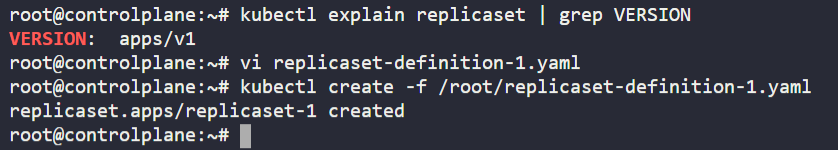 root@controlplane:~# kubectl explain replicaset | grep VERSION
VERSION:  apps/v1
root@controlplane:~# vi replicaset-definition-1.yaml
root@controlplane:~# kubectl create -f /root/replicaset-definition-1.yaml
replicaset.apps/replicaset-1 created
root@controlplane:~#